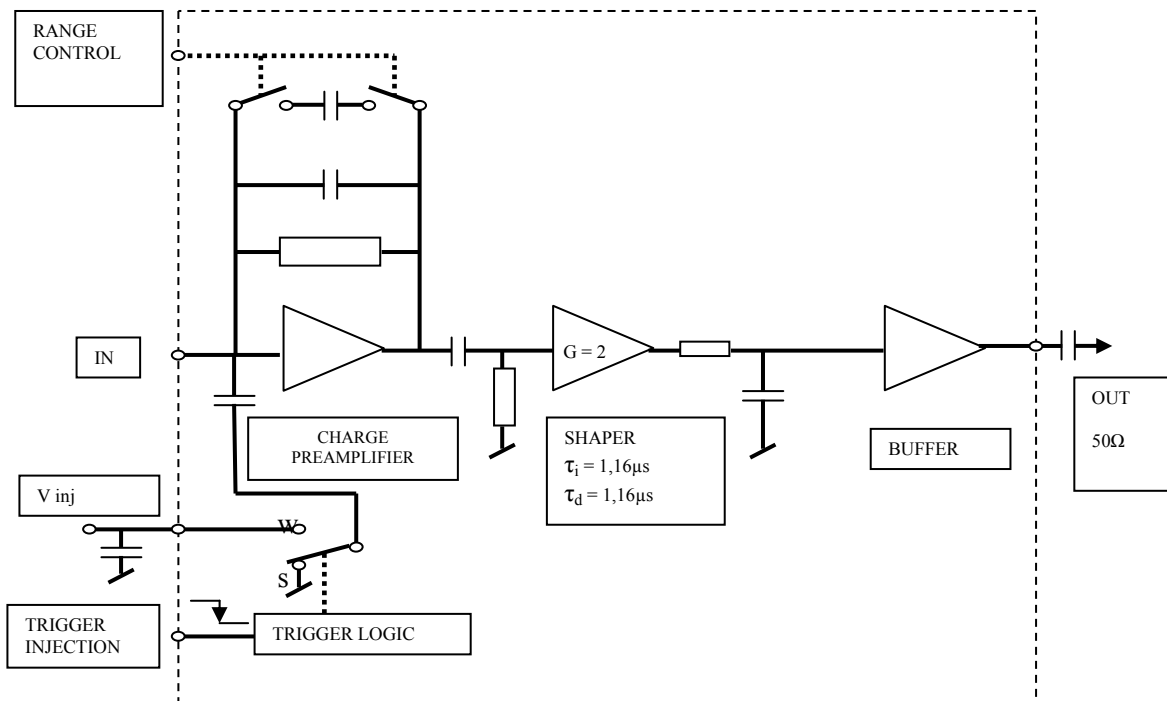 RANGE
CONTROL
IN
G = 2
CHARGE
PREAMPLIFIER
SHAPER
τi = 1,16µs
τd = 1,16µs
BUFFER
OUT
50Ω
V inj
W
S
TRIGGER
INJECTION
TRIGGER LOGIC